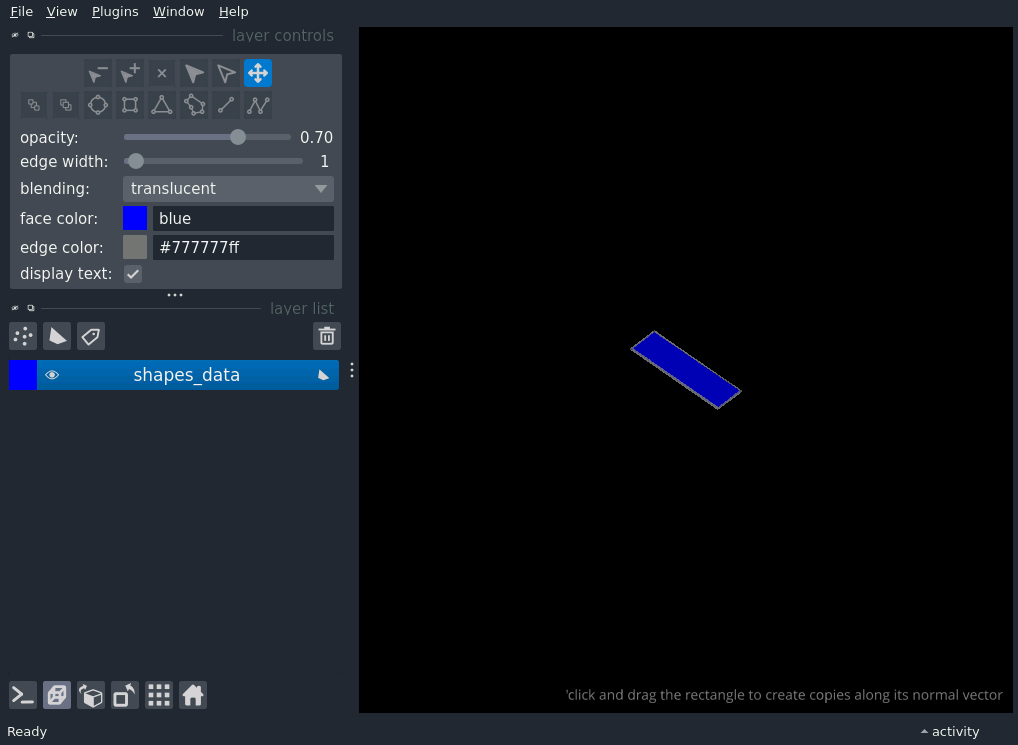 File View Plugins Window Help
layer controls
opacity: 0.70
edge width: 1
blending: translucent
face color: blue
edge color: #777777ff
display text:
layer list
shapes_data
'click and drag the rectangle to create copies along its normal vector
Ready
activity